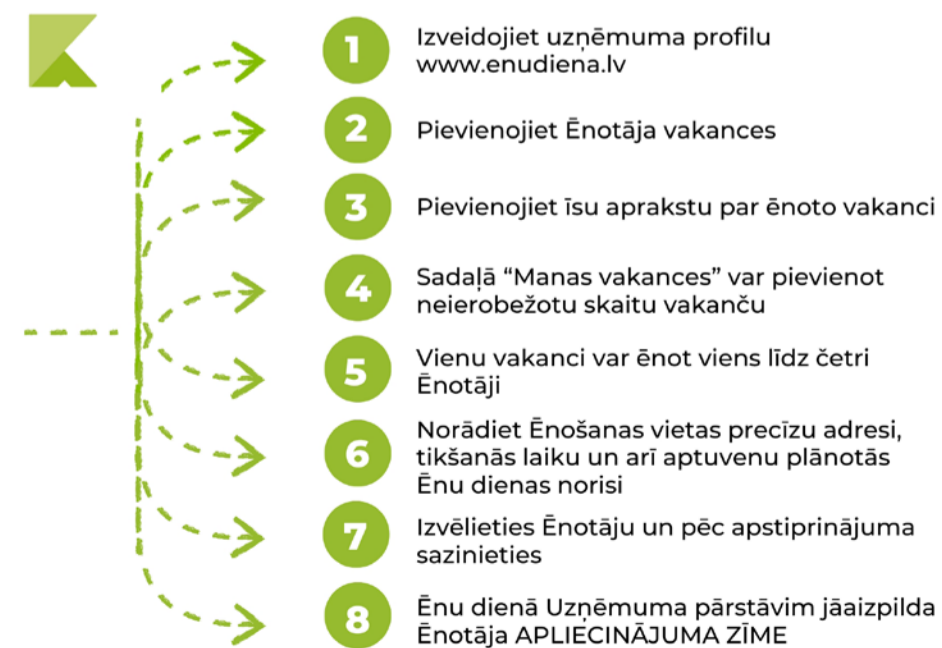 1
Izveidojiet uzņēmuma profilu
www.enudiena.lv
2
Pievienojiet Ēnotāja vakances
3
Pievienojiet īsu aprakstu par ēnoto vakanci
4
Sadaļā “Manas vakances” var pievienot
neierobežotu skaitu vakanču
5
Vienu vakanci var ēnot viens līdz četri
Ēnotāji
6
Norādiet Ēnošanas vietas precīzu adresi,
tikšanās laiku un arī aptuvenu plānotās
Ēnu dienas norisi
7
Izvēlieties Ēnotāju un pēc apstiprinājuma
sazinieties
8
Ēnu dienā Uzņēmuma pārstāvim jāaizpilda
Ēnotāja APLIECINĀJUMA ZĪME